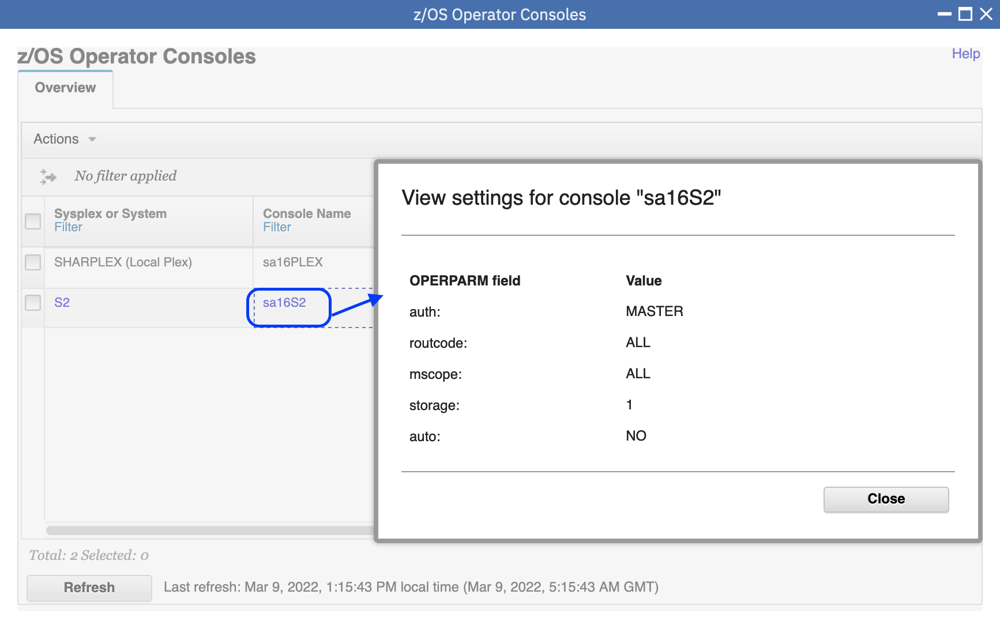 z/OS Operator Consoles
z/OS Operator Consoles
Help
Overview
Actions
No filter applied
Sysplex or System
Filter
Console Name
Filter
SHARPLEX (Local Plex)
sa16PLEX
S2
sa16S2
View settings for console "sa16S2"
OPERPARM field
Value
auth:
MASTER
routcode:
ALL
mscope:
ALL
storage:
1
auto:
NO
Close
Total: 2 Selected: 0
Refresh
Last refresh: Mar 9, 2022, 1:15:43 PM local time (Mar 9, 2022, 5:15:43 AM GMT)